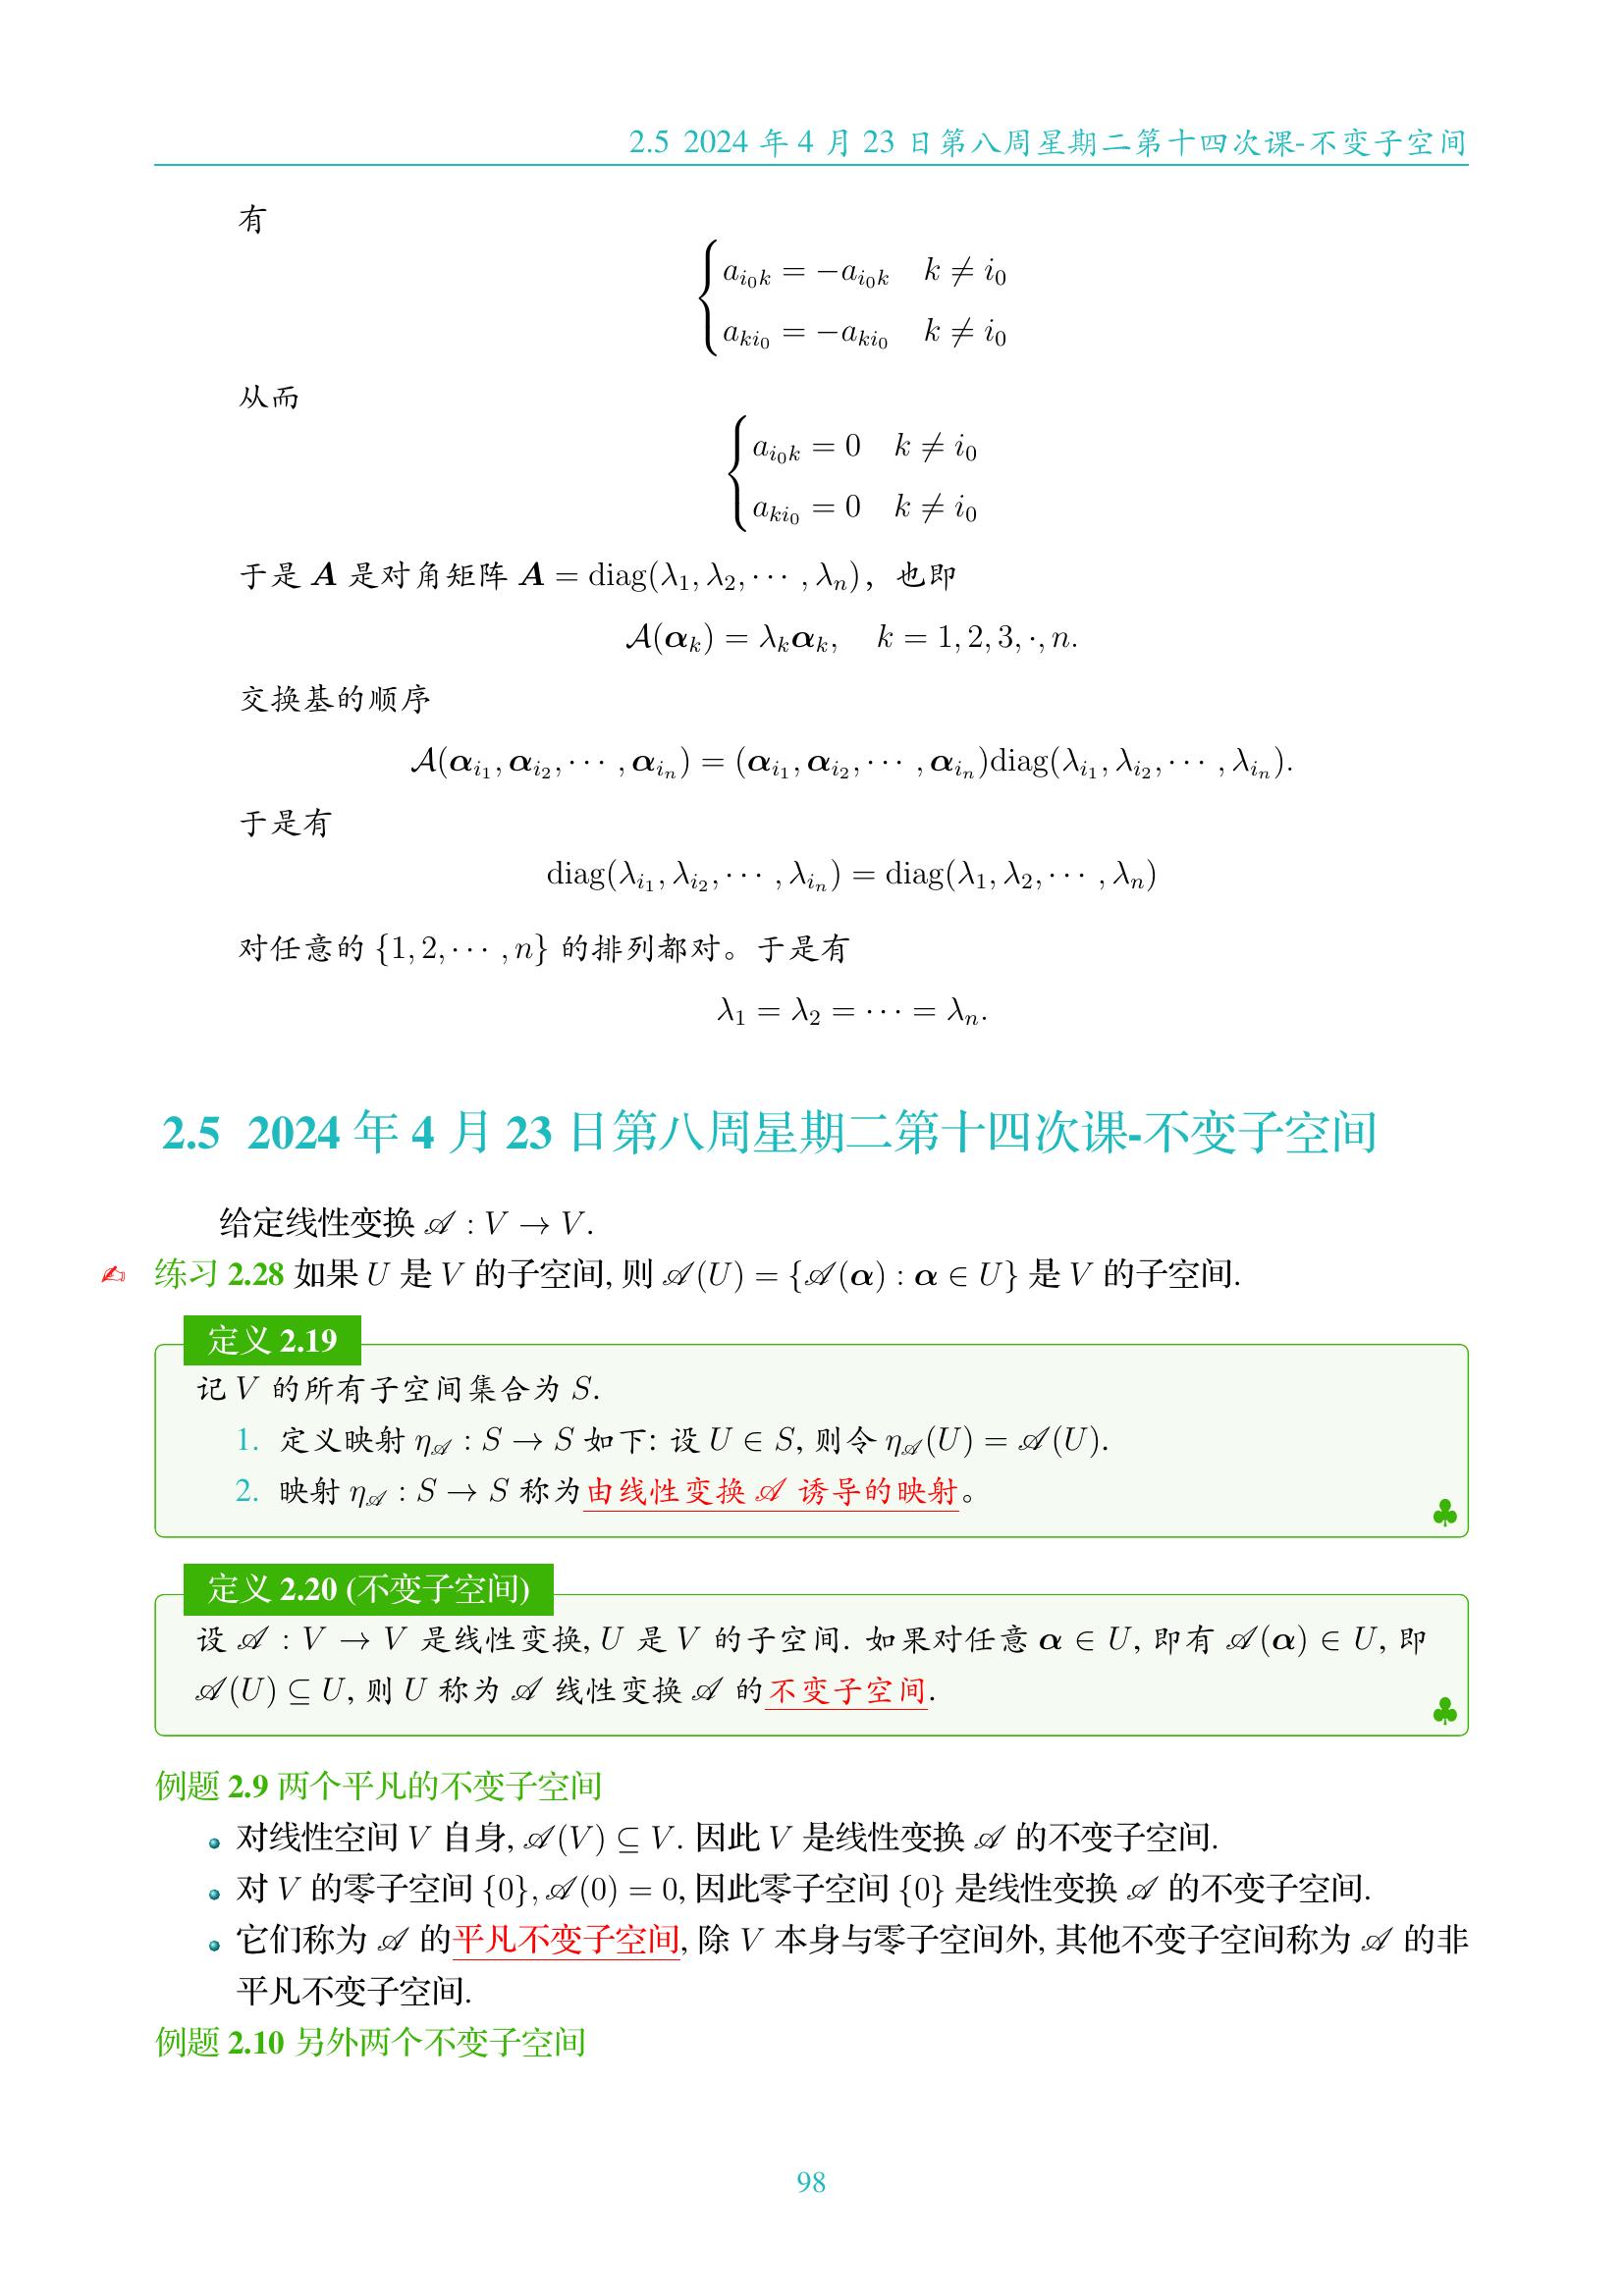 2.5 2024 年 4 月 23 日第八周星期二第十四次课-不变子空间
有
$\begin{cases} a_{i_0k} = -a_{i_0k} & k \neq i_0 \\ a_{ki_0} = -a_{ki_0} & k \neq i_0 \end{cases}$
从而
$\begin{cases} a_{i_0k} = 0 & k \neq i_0 \\ a_{ki_0} = 0 & k \neq i_0 \end{cases}$
于是 $\boldsymbol{A}$ 是对角矩阵 $\boldsymbol{A} = \mathrm{diag}(\lambda_1, \lambda_2, \cdots, \lambda_n)$，也即
$\mathcal{A}(\boldsymbol{\alpha}_k) = \lambda_k \boldsymbol{\alpha}_k, \quad k = 1, 2, 3, \cdot, n.$
交换基的顺序
$\mathcal{A}(\boldsymbol{\alpha}_{i_1}, \boldsymbol{\alpha}_{i_2}, \cdots, \boldsymbol{\alpha}_{i_n}) = (\boldsymbol{\alpha}_{i_1}, \boldsymbol{\alpha}_{i_2}, \cdots, \boldsymbol{\alpha}_{i_n})\mathrm{diag}(\lambda_{i_1}, \lambda_{i_2}, \cdots, \lambda_{i_n}).$
于是有
$\mathrm{diag}(\lambda_{i_1}, \lambda_{i_2}, \cdots, \lambda_{i_n}) = \mathrm{diag}(\lambda_1, \lambda_2, \cdots, \lambda_n)$
对任意的 $\{1, 2, \cdots, n\}$ 的排列都对。于是有
$\lambda_1 = \lambda_2 = \cdots = \lambda_n.$
2.5 2024 年 4 月 23 日第八周星期二第十四次课-不变子空间
给定线性变换 $\mathscr{A} : V \to V$.
✍ 练习 2.28 如果 $U$ 是 $V$ 的子空间, 则 $\mathscr{A}(U) = \{\mathscr{A}(\boldsymbol{\alpha}) : \boldsymbol{\alpha} \in U\}$ 是 $V$ 的子空间.
定义 2.19
记 $V$ 的所有子空间集合为 $S$.
1. 定义映射 $\eta_{\mathscr{A}} : S \to S$ 如下: 设 $U \in S$, 则令 $\eta_{\mathscr{A}}(U) = \mathscr{A}(U)$.
2. 映射 $\eta_{\mathscr{A}} : S \to S$ 称为由线性变换 $\mathscr{A}$ 诱导的映射。
♣
定义 2.20 (不变子空间)
设 $\mathscr{A} : V \to V$ 是线性变换, $U$ 是 $V$ 的子空间. 如果对任意 $\boldsymbol{\alpha} \in U$, 即有 $\mathscr{A}(\boldsymbol{\alpha}) \in U$, 即
$\mathscr{A}(U) \subseteq U$, 则 $U$ 称为 $\mathscr{A}$ 线性变换 $\mathscr{A}$ 的不变子空间.
♣
例题 2.9 两个平凡的不变子空间
• 对线性空间 $V$ 自身, $\mathscr{A}(V) \subseteq V$. 因此 $V$ 是线性变换 $\mathscr{A}$ 的不变子空间.
• 对 $V$ 的零子空间 $\{0\}$, $\mathscr{A}(0) = 0$, 因此零子空间 $\{0\}$ 是线性变换 $\mathscr{A}$ 的不变子空间.
• 它们称为 $\mathscr{A}$ 的平凡不变子空间, 除 $V$ 本身与零子空间外, 其他不变子空间称为 $\mathscr{A}$ 的非
平凡不变子空间.
例题 2.10 另外两个不变子空间
98